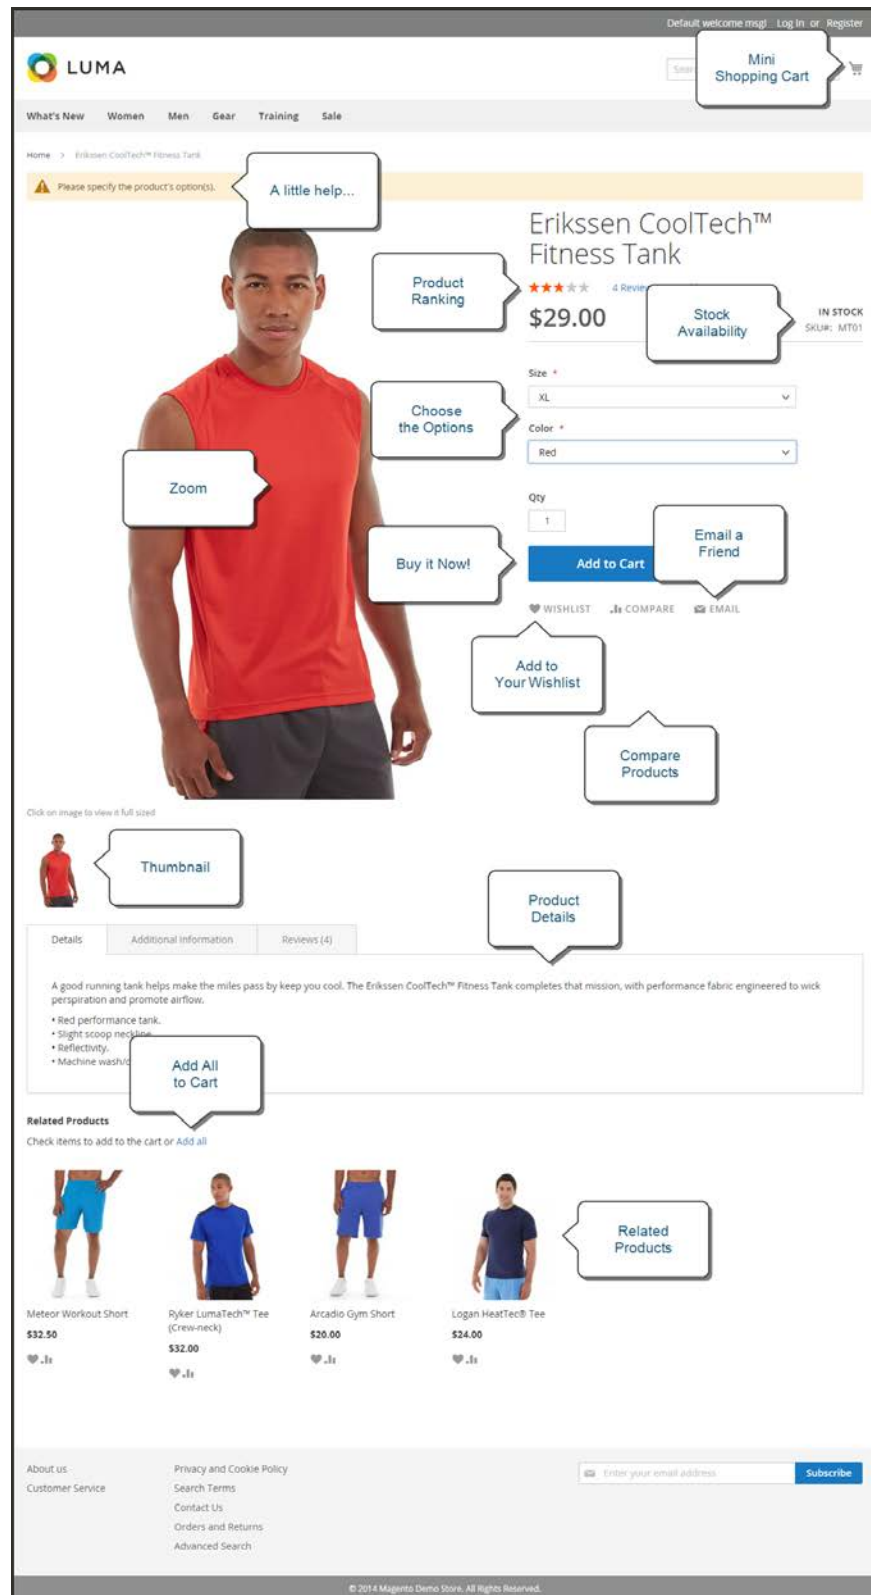 Default welcome msg! Log In or Register
LUMA
Mini
Shopping Cart
What's New Women Men Gear Training Sale
Home > Erikssen CoolTech™ Fitness Tank
Please specify the product's option(s).
A little help...
Erikssen CoolTech™
Fitness Tank
Product
Ranking
4
$29.00
Stock
Availability
IN STOCK
SKU#: MT01
Size *
XL
Choose
the Options
Color *
Red
Zoom
Qty
1
Email a
Friend
Buy it Now!
Add to Cart
WISHLIST COMPARE EMAIL
Add to
Your Wishlist
Compare
Products
Click on image to view it full sized
Thumbnail
Product
Details
Details Additional Information Reviews (4)
A good running tank helps make the miles pass by keep you cool. The Erikssen CoolTech™ Fitness Tank completes that mission, with performance fabric engineered to wick
perspiration and promote airflow.
• Red performance tank.
• Slight scoop neckline.
• Reflectivity.
• Machine
Add All
to Cart
Related Products
Check items to add to the cart or Add all
Related
Products
Meteor Workout Short
$32.50
Ryker LumaTech™ Tee
(Crew-neck)
$32.00
Arcadio Gym Short
$20.00
Logan HeatTec® Tee
$24.00
About us
Customer Service
Privacy and Cookie Policy
Search Terms
Contact Us
Orders and Returns
Advanced Search
Enter your email address
Subscribe
© 2014 Magento Demo Store. All Rights Reserved.